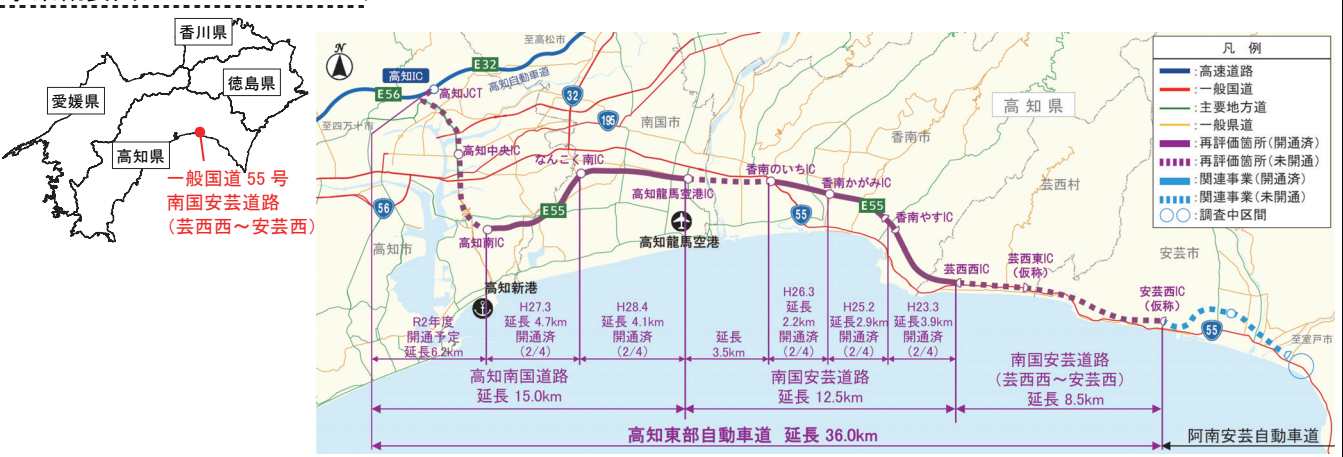 香川県
徳島県
愛媛県
高知県
一般国道55号
南国安芸道路
(芸西西～安芸西)
N
至高松市
E32
高知自動車道
高知IC
E56
高知JCT
至四万十市
32
195
南国市
高知県
香南市
芸西村
高知中央IC
なんこく南IC
高知龍馬空港IC
香南のいちIC
香南かがみIC
E55
香南やすIC
56
E55
55
高知市
高知南IC
高知龍馬空港
芸西西IC
芸西東IC
(仮称)
安芸市
安芸西IC
(仮称)
55
至室戸市
高知新港
凡 例
:高速道路
:一般国道
:主要地方道
:一般県道
:再評価箇所(開通済)
:再評価箇所(未開通)
:関連事業(開通済)
:関連事業(未開通)
:調査中区間
R2年度
開通予定
延長6.2km
H27.3
延長 4.7km
開通済
(2/4)
H28.4
延長 4.1km
開通済
(2/4)
延長
3.5km
H26.3
延長
2.2km
開通済
(2/4)
H25.2
延長2.9km
開通済
(2/4)
H23.3
延長3.9km
開通済
(2/4)
高知南国道路
延長 15.0km
南国安芸道路
延長 12.5km
南国安芸道路
(芸西西～安芸西)
延長 8.5km
高知東部自動車道 延長 36.0km
阿南安芸自動車道